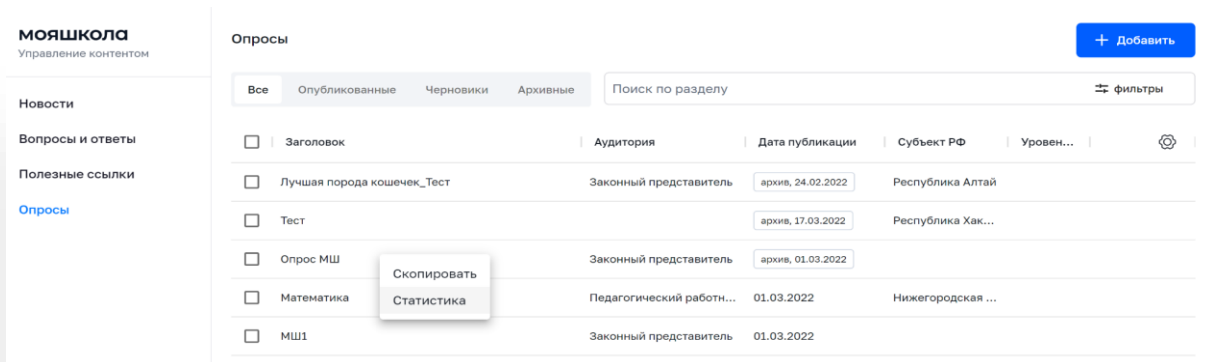 мояшкола
Управление контентом
Новости
Вопросы и ответы
Полезные ссылки
Опросы
Опросы
+ Добавить
Все Опубликованные Черновики Архивные Поиск по разделу фильтры
Заголовок Аудитория Дата публикации Субъект РФ Уровен...
Лучшая порода кошечек_Тест Законный представитель архив, 24.02.2022 Республика Алтай
Тест архив, 17.03.2022 Республика Хак...
Опрос МШ Законный представитель архив, 01.03.2022
Скопировать
Статистика
Математика Педагогический работн... 01.03.2022 Нижегородская ...
МШ1 Законный представитель 01.03.2022